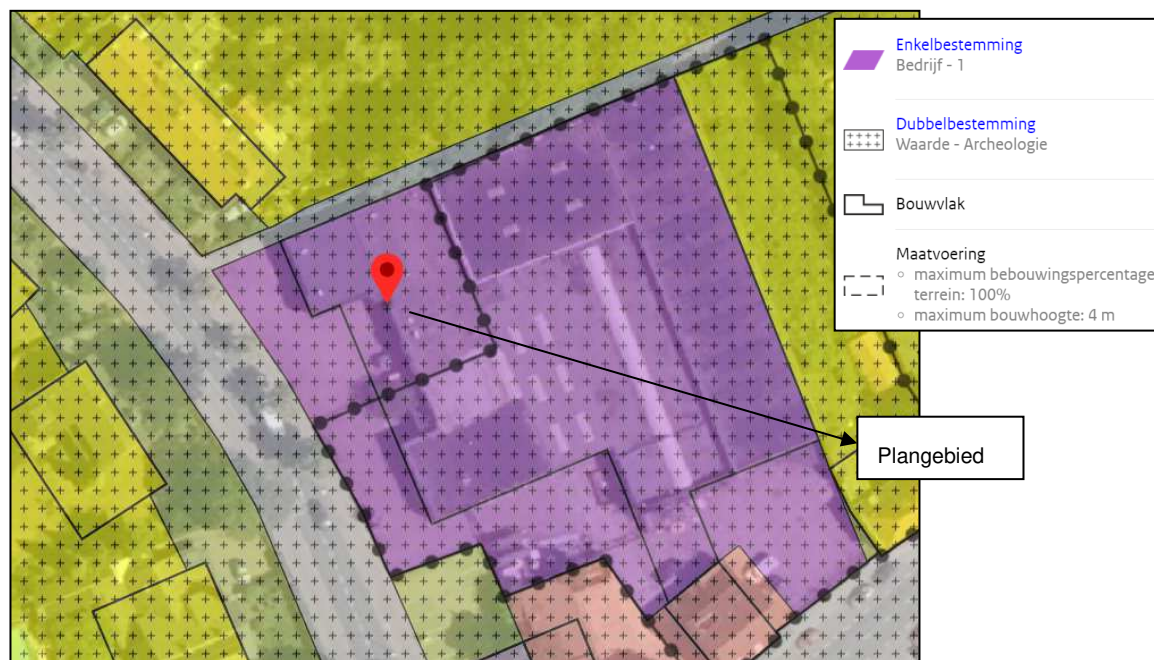 Enkelbestemming
Bedrijf - 1
Dubbelbestemming
Waarde - Archeologie
Bouwvlak
Maatvoering
maximum bebouwingspercentage
terrein: 100%
maximum bouwhoogte: 4 m
Plangebied